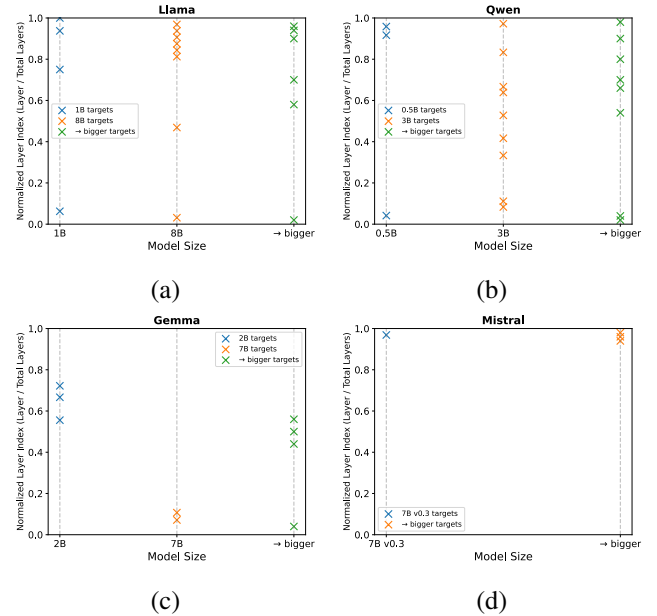 Llama
Normalized Layer Index (Layer / Total Layers)
1.0
0.8
0.6
0.4
0.2
0.0
1B targets
8B targets
→ bigger targets
1B
8B
→ bigger
Model Size
(a)
Qwen
Normalized Layer Index (Layer / Total Layers)
1.0
0.8
0.6
0.4
0.2
0.0
0.5B targets
3B targets
→ bigger targets
0.5B
3B
→ bigger
Model Size
(b)
Gemma
Normalized Layer Index (Layer / Total Layers)
1.0
0.8
0.6
0.4
0.2
0.0
2B targets
7B targets
→ bigger targets
2B
7B
→ bigger
Model Size
(c)
Mistral
Normalized Layer Index (Layer / Total Layers)
1.0
0.8
0.6
0.4
0.2
0.0
7B v0.3 targets
→ bigger targets
7B v0.3
→ bigger
Model Size
(d)